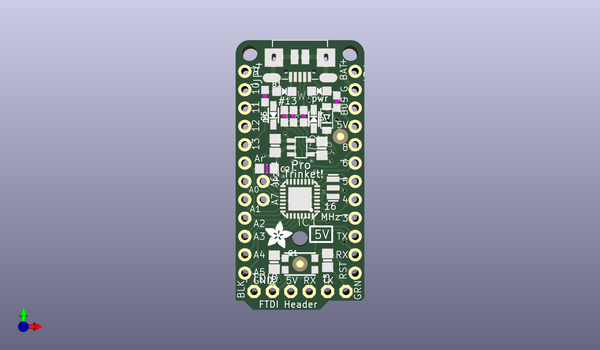 BAT+
10
G
BUS
#13
pwr
11
12
5V
13
8
Ar
6
Pro
Trinket!
A0
A7
5
4
A1
16
MHz
3
IC1
A2
A3
5V
TX
A4
RX
A5
RST
BLK
GND
5V
RX
TX
GRN
FTDI Header